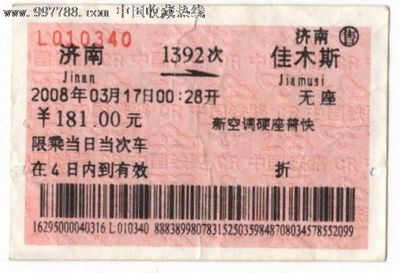 www.997788.com 中国收藏热线
L010340
济南 售
济南 1392次 佳木斯
Jinan Jiamusi
2008年03月17日00:28开 无座
¥181.00元 新空调硬座普快
限乘当日当次车
在4日内到有效 折
16295000040316 L010340 88838998078315250359848708034578552099